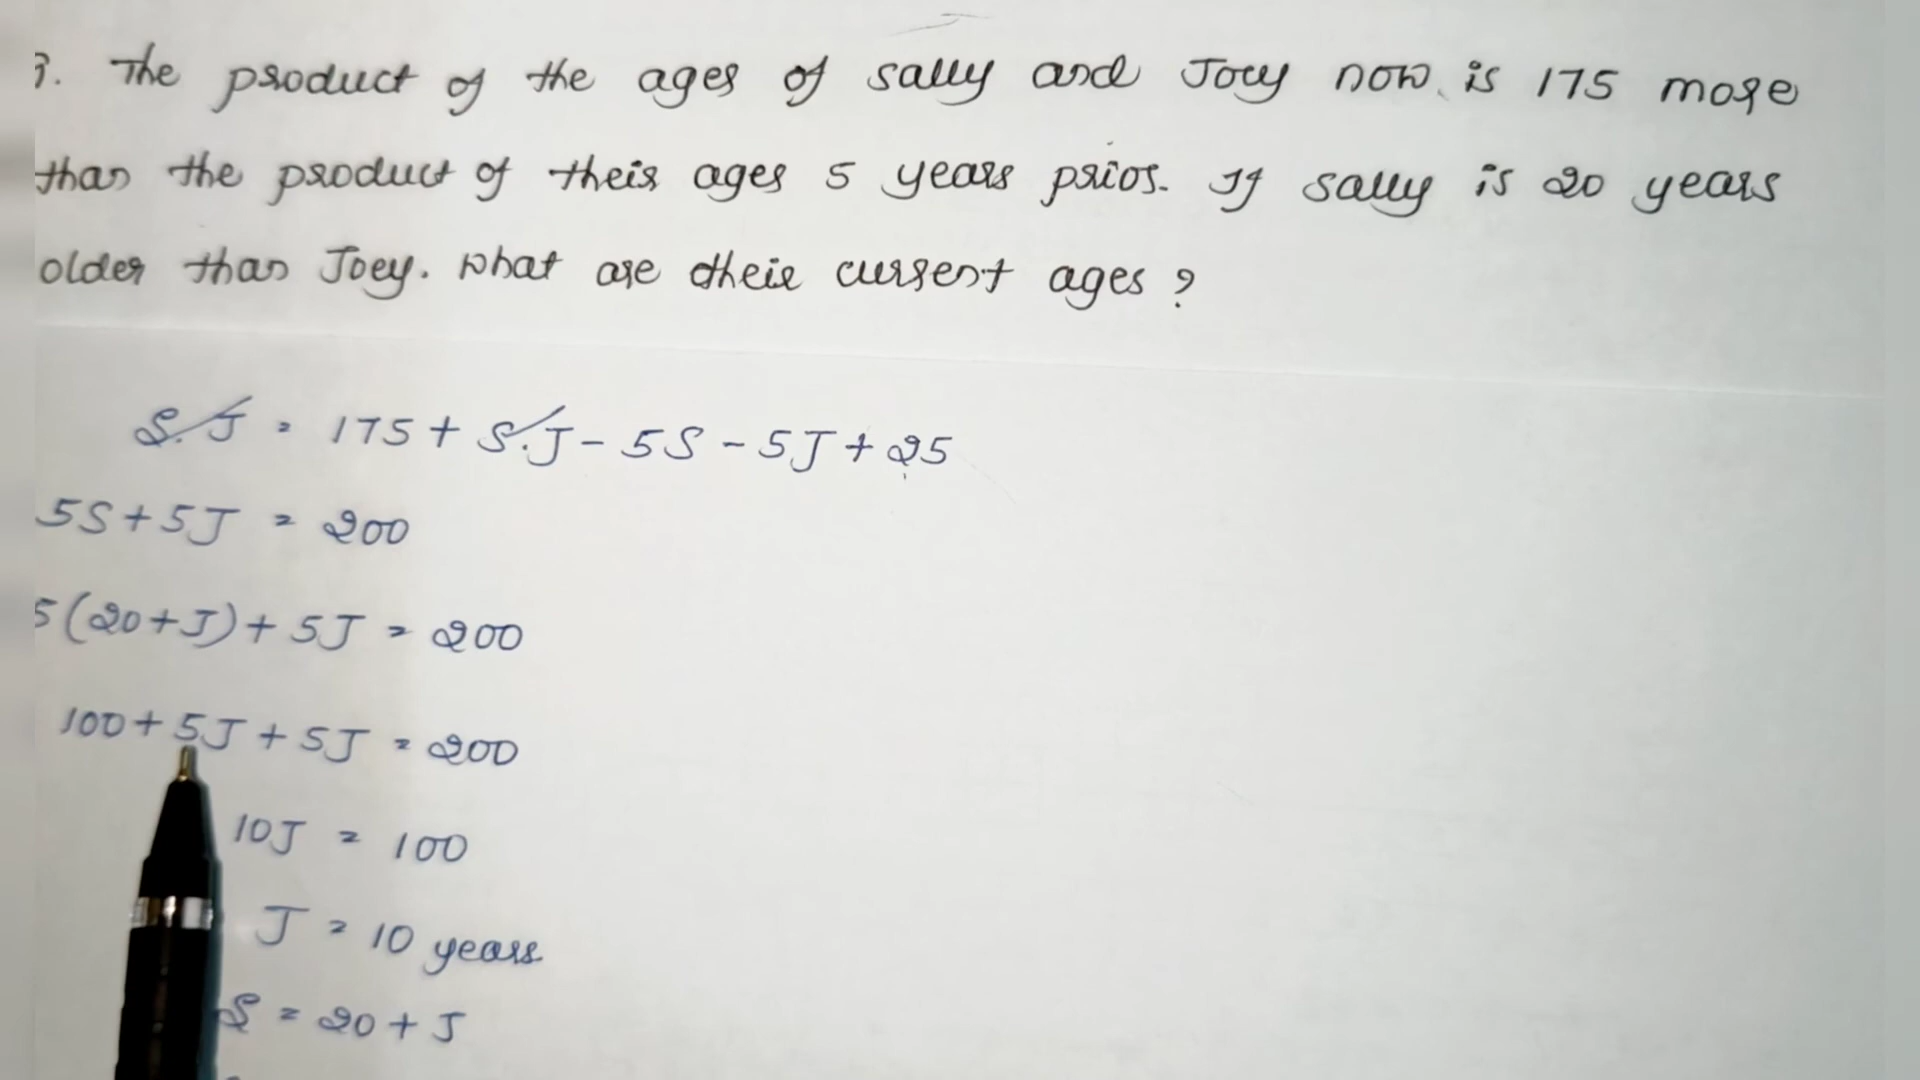 . The product of the ages of sally and Joey now is 175 more
than the product of their ages 5 years prior. If sally is 20 years
older than Joey. What are their current ages ?
S.J = 175 + S.J - 5S - 5J + 25
5S + 5J = 200
5(20+J) + 5J = 200
100 + 5J + 5J = 200
10J = 100
J = 10 years
S = 20 + J